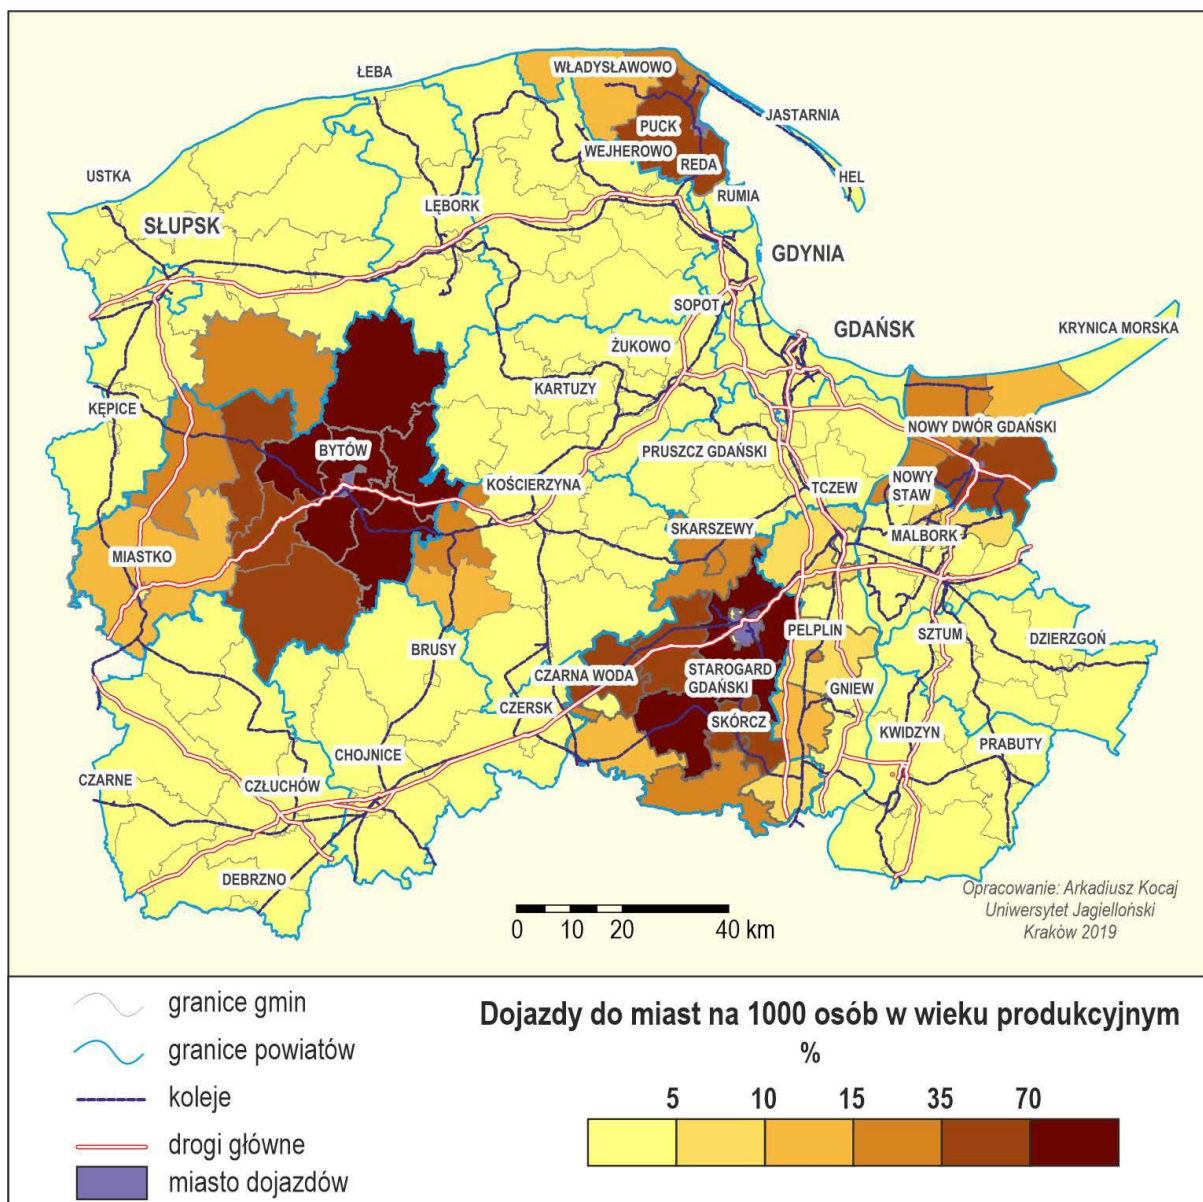 ŁEBA
WŁADYSŁAWOWO
JASTARNIA
PUCK
WEJHEROWO
REDA
HEL
USTKA
RUMIA
LĘBORK
SŁUPSK
GDYNIA
SOPOT
GDAŃSK
KRYNICA MORSKA
ŻUKOWO
KARTUZY
KĘPICE
NOWY DWÓR GDAŃSKI
BYTÓW
PRUSZCZ GDAŃSKI
KOŚCIERZYNA
TCZEW
NOWY
STAW
SKARSZEWY
MALBORK
MIASTKO
PELPLIN
SZTUM
DZIERZGOŃ
BRUSY
CZARNA WODA
STAROGARD
GDAŃSKI
GNIEW
CZERSK
SKÓRCZ
KWIDZYN
PRABUTY
CHOJNICE
CZARNE
CZŁUCHÓW
DEBRZNO
Opracowanie: Arkadiusz Kocaj
Uniwersytet Jagielloński
Kraków 2019
0 10 20 40 km
granice gmin
granice powiatów
koleje
drogi główne
miasto dojazdów
Dojazdy do miast na 1000 osób w wieku produkcyjnym
%
5 10 15 35 70